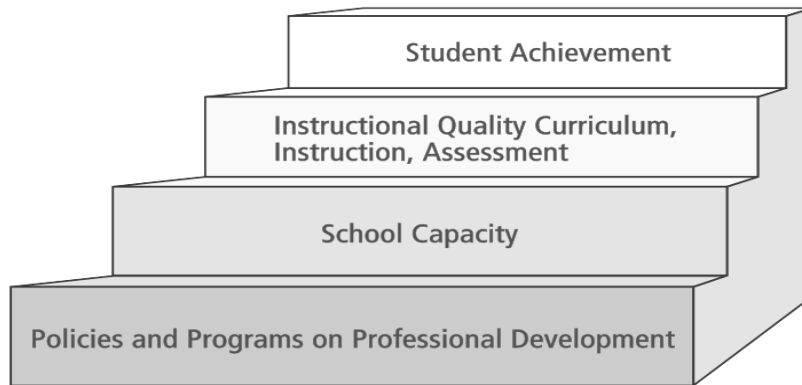 Student Achievement
Instructional Quality Curriculum,
Instruction, Assessment
School Capacity
Policies and Programs on Professional Development